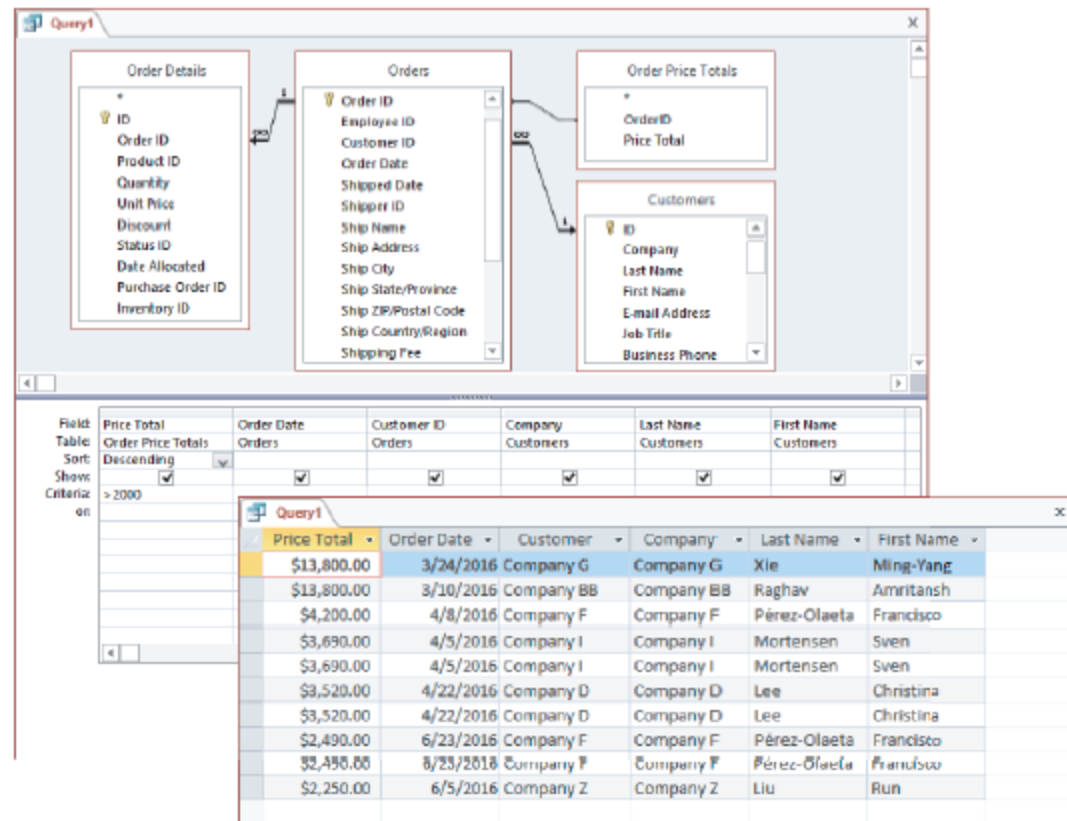 Query1
Order Details
*
ID
Order ID
Product ID
Quantity
Unit Price
Discount
Status ID
Date Allocated
Purchase Order ID
Inventory ID
1
∞
Orders
Order ID
Employee ID
Customer ID
Order Date
Shipped Date
Shipper ID
Ship Name
Ship Address
Ship City
Ship State/Province
Ship ZIP/Postal Code
Ship Country/Region
Shipping Fee
∞
1
Order Price Totals
*
OrderID
Price Total
Customers
ID
Company
Last Name
First Name
E-mail Address
Job Title
Business Phone
Field: Price Total Order Date Customer ID Company Last Name First Name
Table: Order Price Totals Orders Orders Customers Customers Customers
Sort: Descending
Show:
Criteria: > 2000
or:
Query1
Price Total Order Date Customer Company Last Name First Name
$13,800.00 3/24/2016 Company G Company G Xie Ming-Yang
$13,800.00 3/10/2016 Company BB Company BB Raghav Amritansh
$4,200.00 4/8/2016 Company F Company F Pérez-Olaeta Francisco
$3,690.00 4/5/2016 Company I Company I Mortensen Sven
$3,690.00 4/5/2016 Company I Company I Mortensen Sven
$3,520.00 4/22/2016 Company D Company D Lee Christina
$3,520.00 4/22/2016 Company D Company D Lee Christina
$2,490.00 6/23/2016 Company F Company F Pérez-Olaeta Francisco
$2,490.00 6/23/2016 Company F Company F Pérez-Olaeta Francisco
$2,250.00 6/5/2016 Company Z Company Z Liu Run